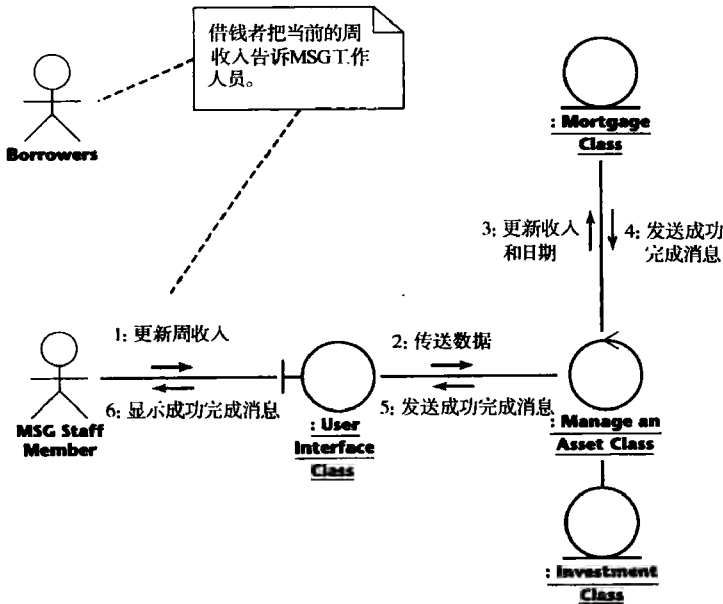 借钱者把当前的周
收入告诉MSG工作
人员。
Borrowers
: Mortgage
Class
3: 更新收入
和日期
4: 发送成功
完成消息
1: 更新周收入
2: 传送数据
6: 显示成功完成消息
5: 发送成功完成消息
MSG Staff
Member
: User
Interface
Class
: Manage an
Asset Class
: Investment
Class